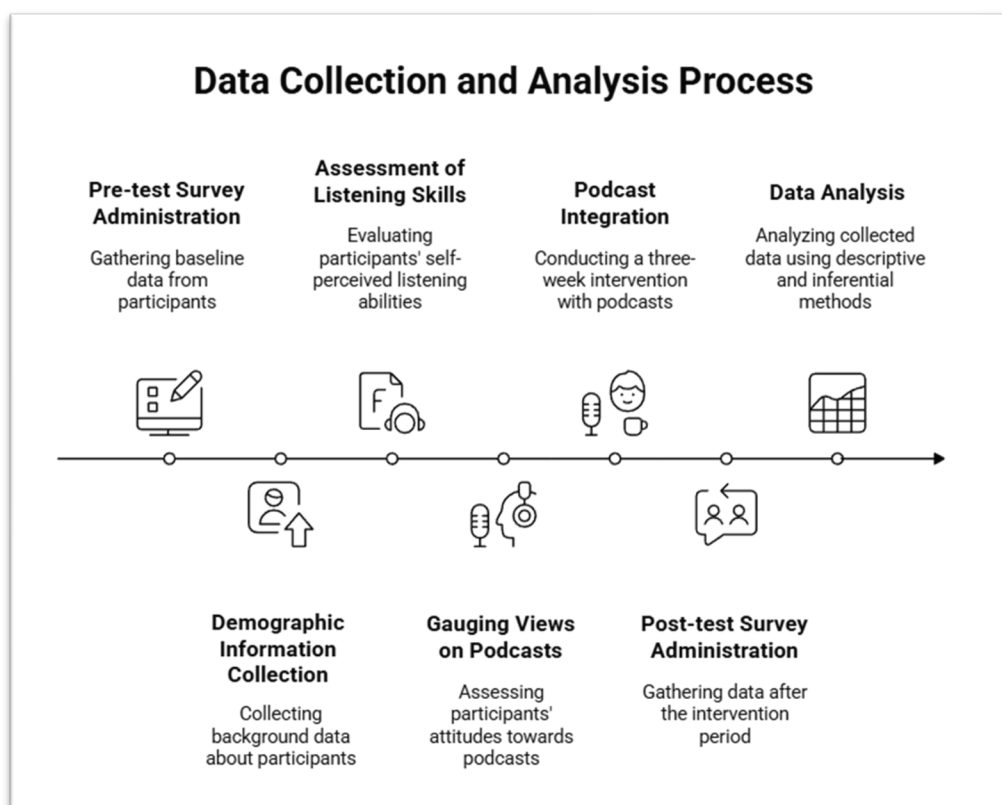 Data Collection and Analysis Process
Pre-test Survey
Administration
Gathering baseline
data from
participants
Assessment of
Listening Skills
Evaluating
participants' self-
perceived listening
abilities
Podcast
Integration
Conducting a three-
week intervention
with podcasts
Data Analysis
Analyzing collected
data using descriptive
and inferential
methods
F
Demographic
Information
Collection
Collecting
background data
about participants
Gauging Views
on Podcasts
Assessing
participants'
attitudes towards
podcasts
Post-test Survey
Administration
Gathering data after
the intervention
period